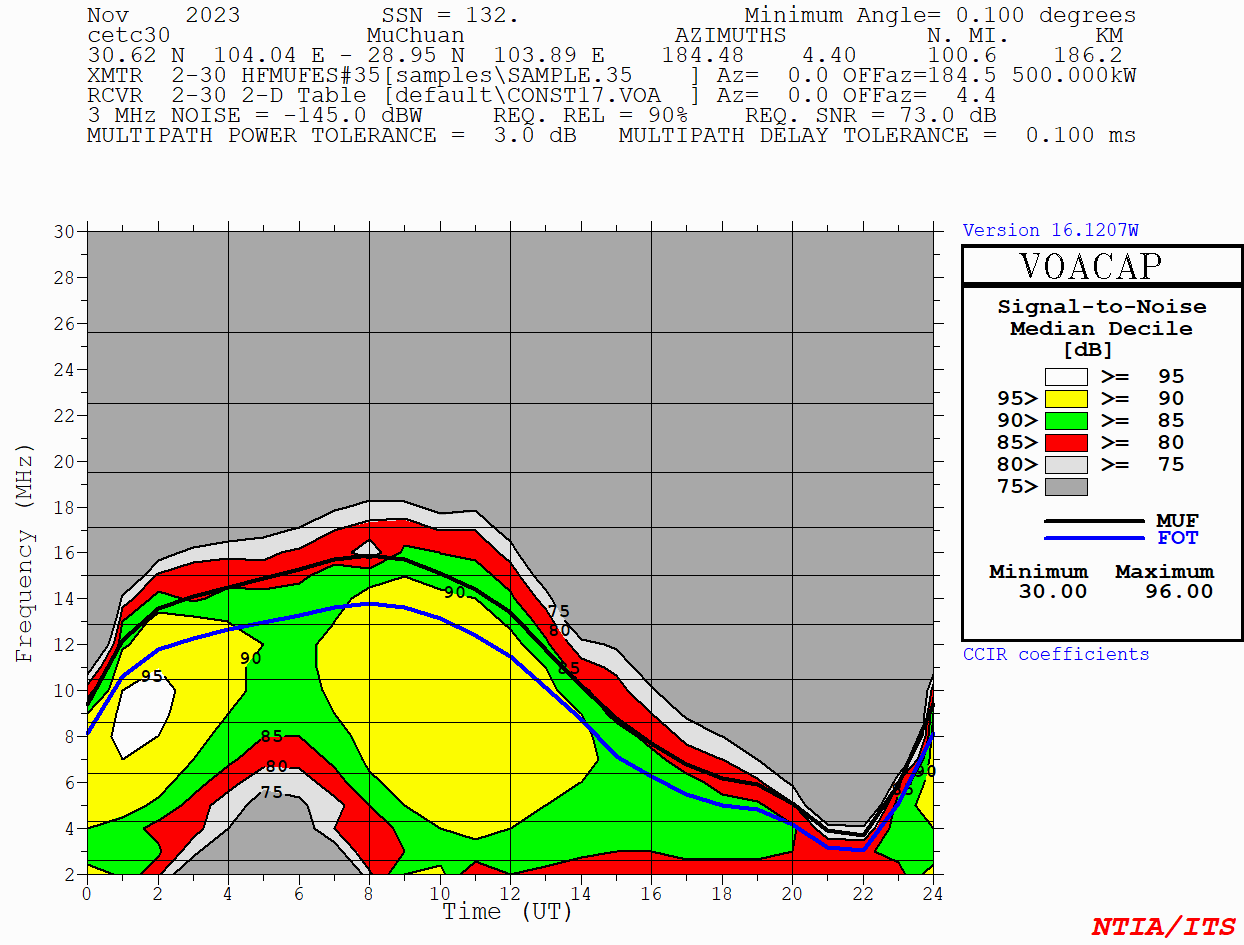 Nov 2023 SSN = 132. Minimum Angle= 0.100 degrees
cetc30 MuChuan AZIMUTHS N. MI. KM
30.62 N 104.04 E - 28.95 N 103.89 E 184.48 4.40 100.6 186.2
XMTR 2-30 HFMUFES#35[samples\SAMPLE.35 ] Az= 0.0 OFFaz=184.5 500.000kW
RCVR 2-30 2-D Table [default\CONST17.VOA ] Az= 0.0 OFFaz= 4.4
3 MHz NOISE = -145.0 dBW REQ. REL = 90% REQ. SNR = 73.0 dB
MULTIPATH POWER TOLERANCE = 3.0 dB MULTIPATH DELAY TOLERANCE = 0.100 ms
Version 16.1207W
VOACAP
Signal-to-Noise
Median Decile
[dB]
>= 95
95> >= 90
90> >= 85
85> >= 80
80> >= 75
75>
MUF
FOT
Minimum Maximum
30.00 96.00
CCIR coefficients
Frequency (MHz)
30
28
26
24
22
20
18
16
14
12
10
8
6
4
2
90
75
80
85
90
95
85
80
75
90
85
0 2 4 6 8 10 12 14 16 18 20 22 24
Time (UT)
NTIA/ITS